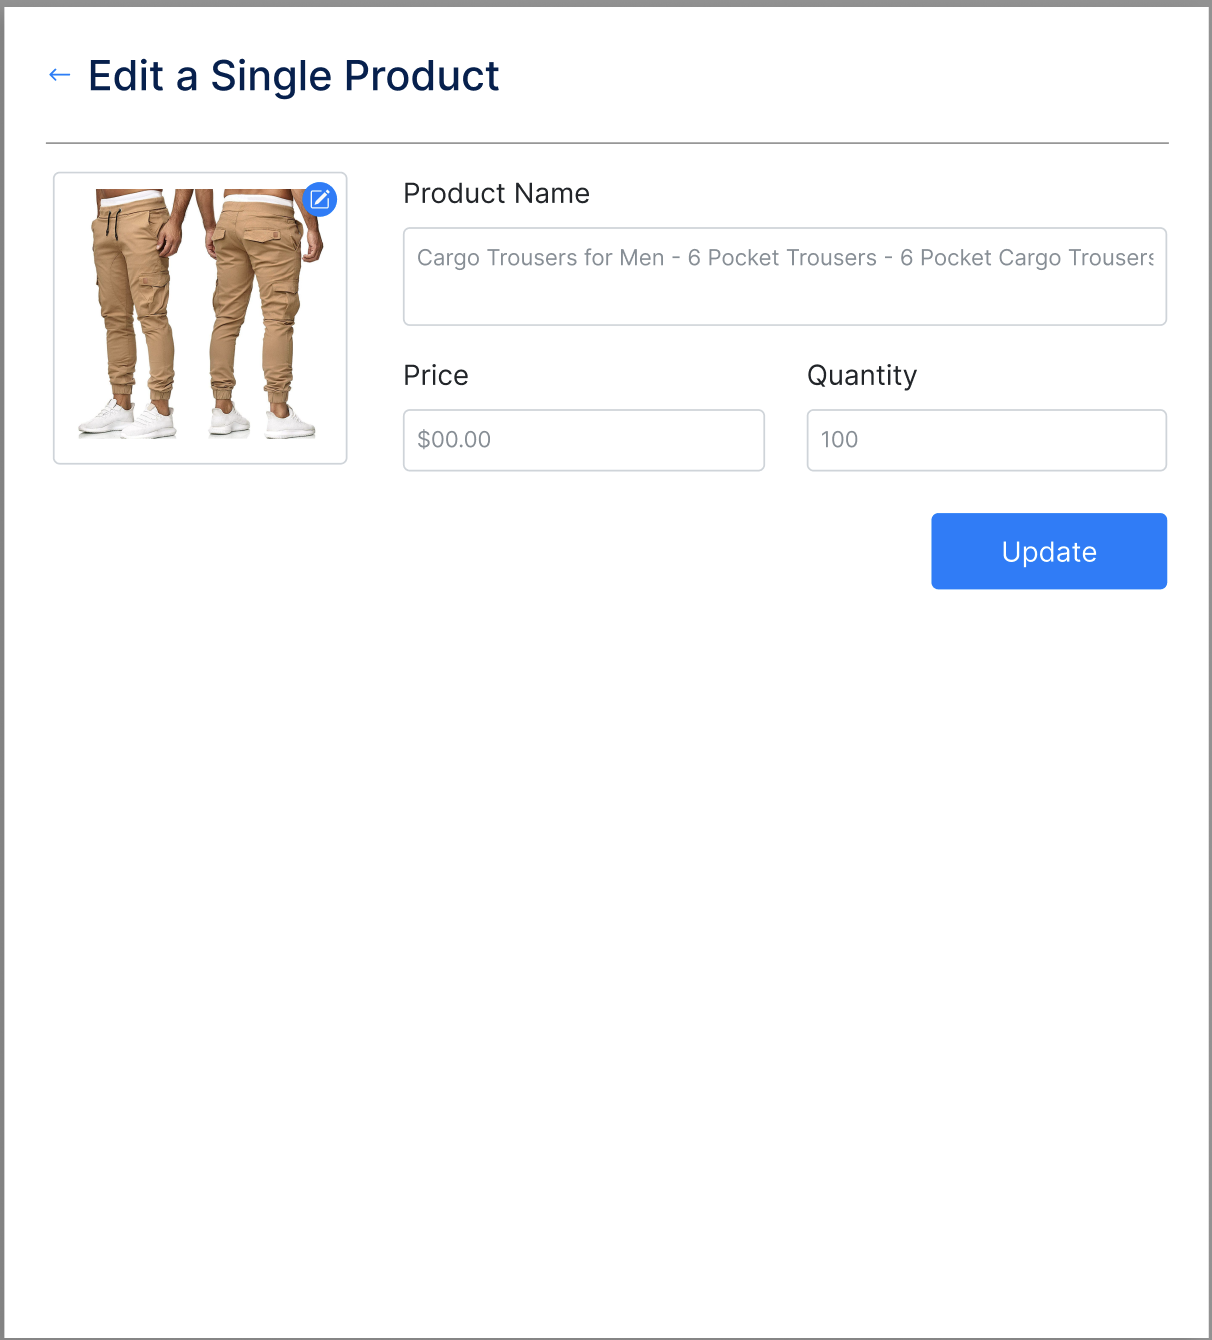 Edit a Single Product
Product Name
Cargo Trousers for Men - 6 Pocket Trousers - 6 Pocket Cargo Trousers
Price
Quantity
$00.00
100
Update